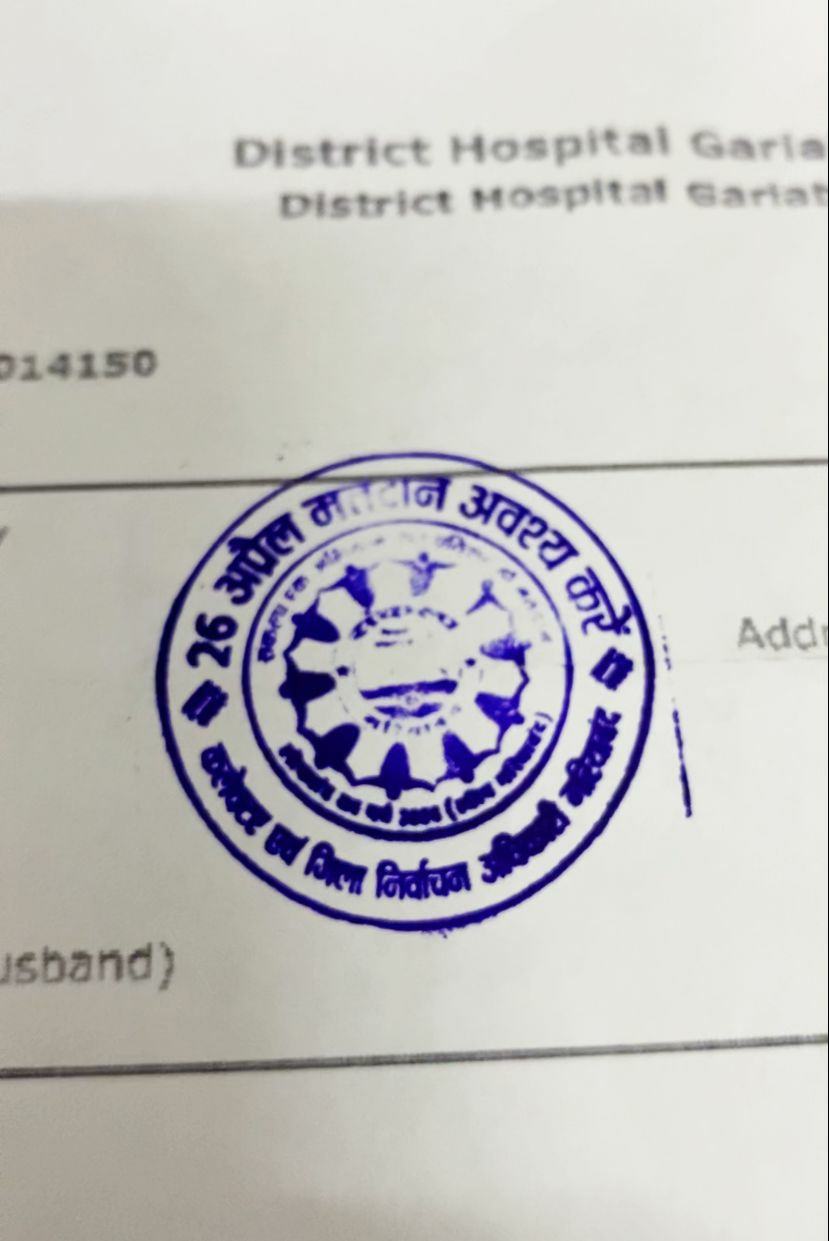 District Hospital Garia
District Hospital Gariat
014150
26 अप्रैल मतदान अवश्य करें
Addr
कलेक्टर एवं जिला निर्वाचन अधिकारी गरियाबंद
usband)